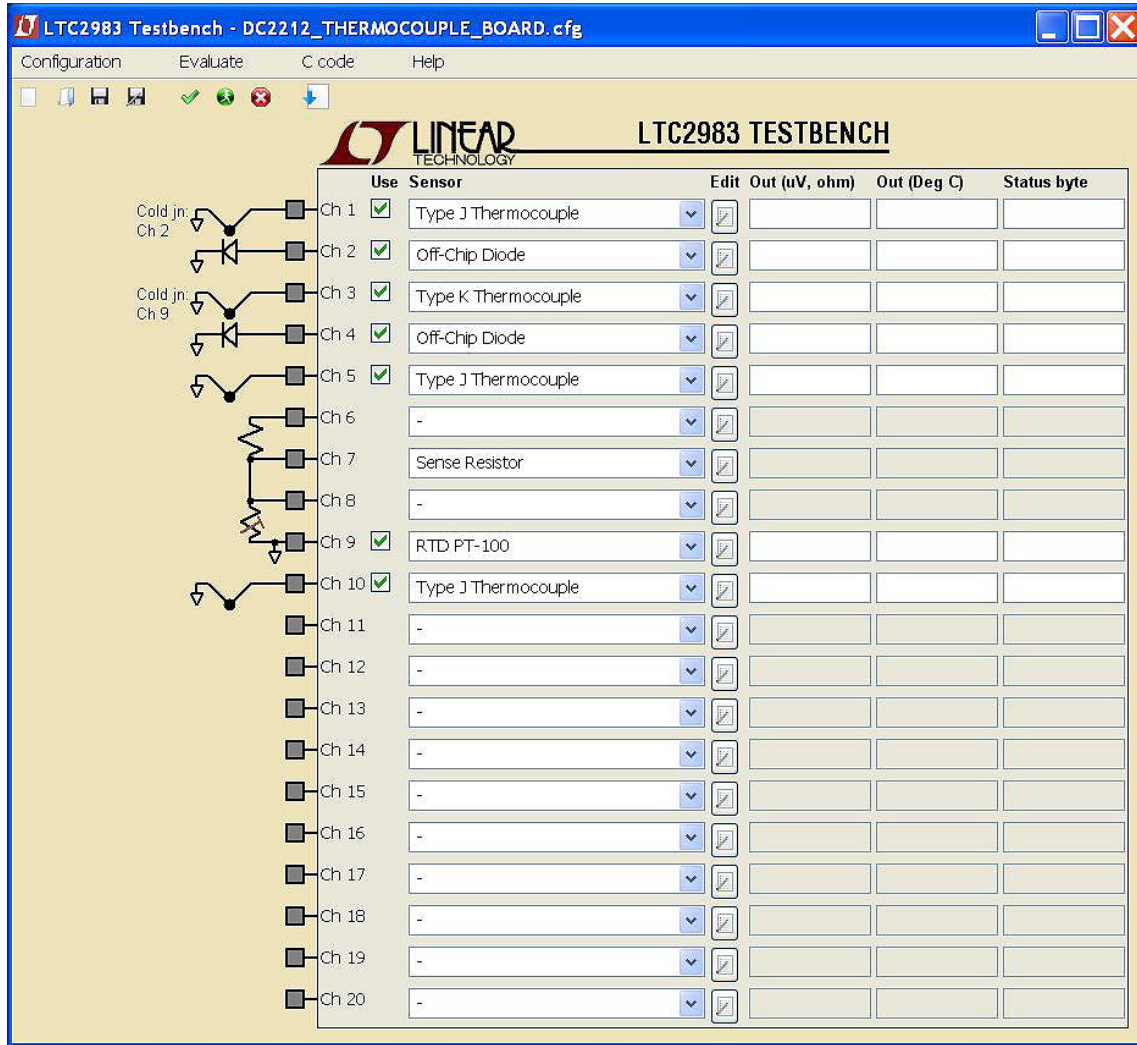 LTC2983 Testbench - DC2212_THERMOCOUPLE_BOARD.cfg
Configuration Evaluate C code Help
LINEAR TECHNOLOGY
LTC2983 TESTBENCH
Use Sensor Edit Out (uV, ohm) Out (Deg C) Status byte
Cold jn: Ch 2
Ch 1 Type J Thermocouple
Ch 2 Off-Chip Diode
Cold jn: Ch 9
Ch 3 Type K Thermocouple
Ch 4 Off-Chip Diode
Ch 5 Type J Thermocouple
Ch 6 -
Ch 7 Sense Resistor
Ch 8 -
Ch 9 RTD PT-100
Ch 10 Type J Thermocouple
Ch 11 -
Ch 12 -
Ch 13 -
Ch 14 -
Ch 15 -
Ch 16 -
Ch 17 -
Ch 18 -
Ch 19 -
Ch 20 -